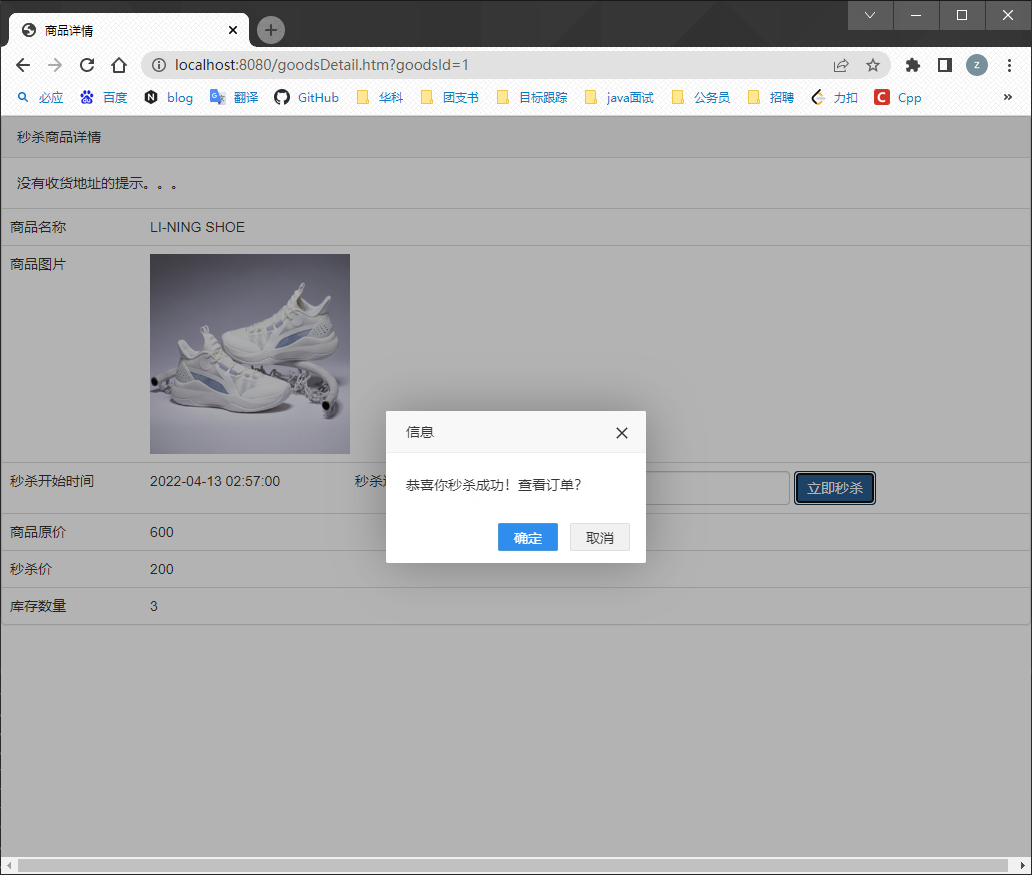 商品详情
localhost:8080/goodsDetail.htm?goodsId=1
z
必应 百度 blog 翻译 GitHub 华科 团支书 目标跟踪 java面试 公务员 招聘 力扣 C Cpp »
秒杀商品详情
没有收货地址的提示。。。
商品名称 LI-NING SHOE
商品图片
信息
秒杀开始时间 2022-04-13 02:57:00 秒杀 立即秒杀
恭喜你秒杀成功！查看订单？
商品原价 600
确定 取消
秒杀价 200
库存数量 3